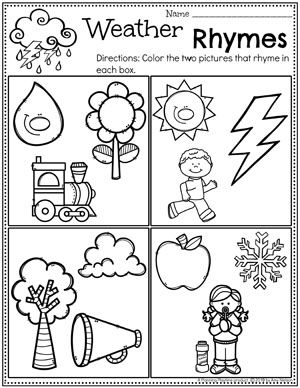 Name
Weather
Rhymes
Directions: Color the two pictures that rhyme in
each box.